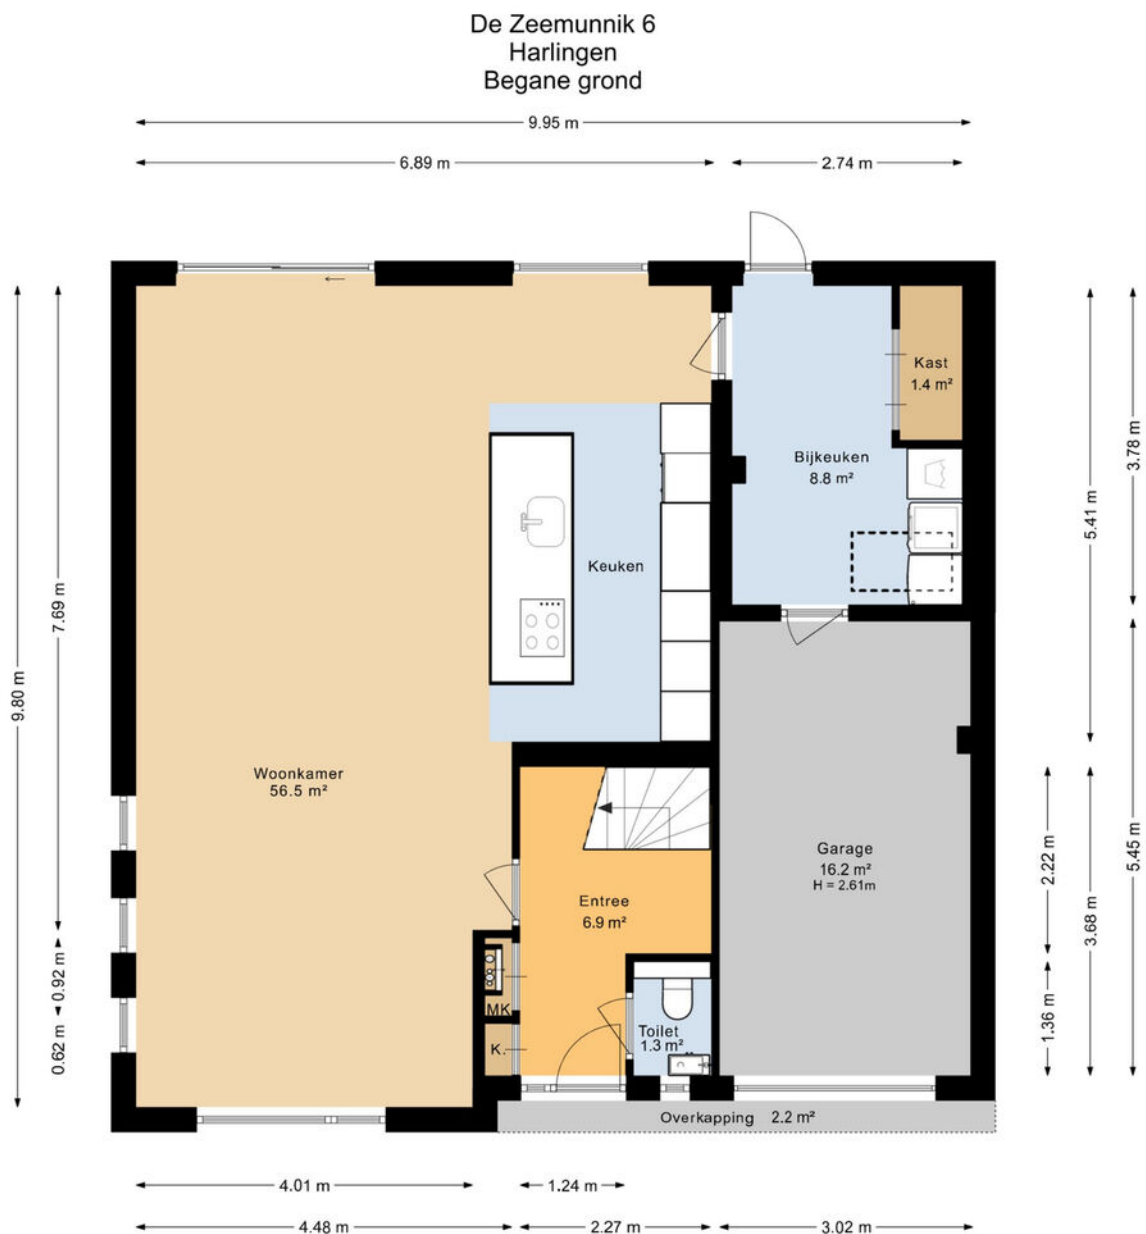 De Zeemunnik 6
Harlingen
Begane grond
9.95 m
6.89 m
2.74 m
Kast
1.4 m²
Bijkeuken
8.8 m²
Keuken
Woonkamer
56.5 m²
Garage
16.2 m²
H = 2.61m
Entree
6.9 m²
MK
K.
Toilet
1.3 m²
Overkapping 2.2 m²
9.80 m
7.69 m
0.92 m
0.62 m
5.41 m
3.78 m
2.22 m
3.68 m
5.45 m
1.36 m
4.01 m
1.24 m
4.48 m
2.27 m
3.02 m